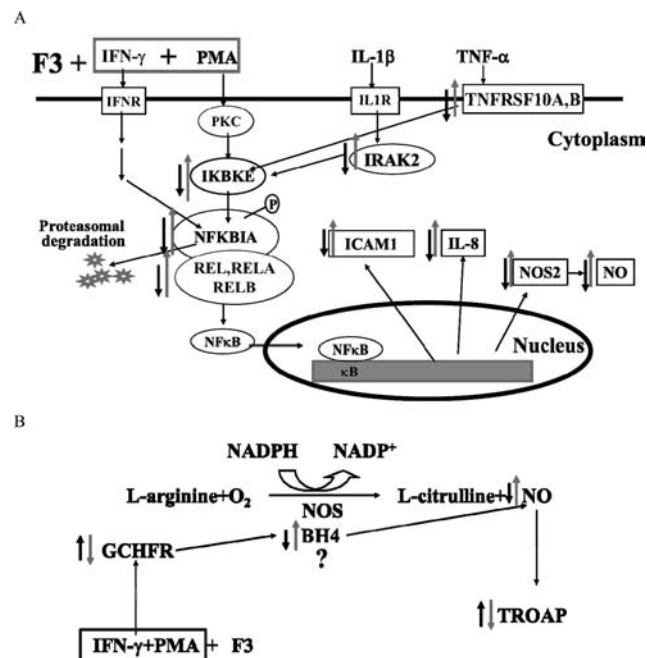 A
F3 + IFN-γ + PMA
IL-1β
TNF-α
IFNR
PKC
IL1R
TNFRSF10A,B
Cytoplasm
IKBKE
IRAK2
P
Proteasomal
degradation
NFKBIA
REL,RELA
RELB
ICAM1
IL-8
NOS2
NO
NFκB
NFκB
Nucleus
κB
B
NADPH
NADP+
L-arginine+O2
L-citrulline+
NO
NOS
GCHFR
BH4
?
TROAP
IFN-γ+PMA + F3